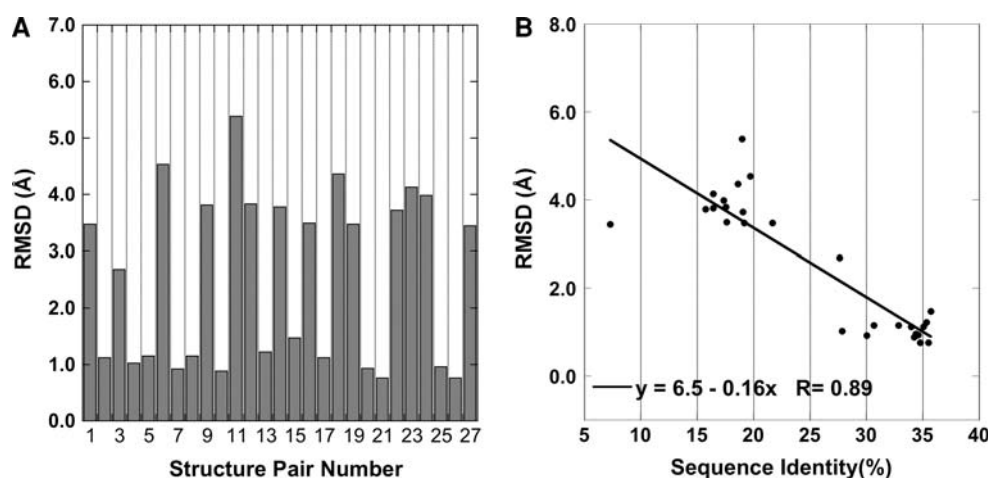 A
7.0
6.0
5.0
4.0
3.0
2.0
1.0
0.0
RMSD (Å)
1 3 5 7 9 11 13 15 17 19 21 23 25 27
Structure Pair Number
B
8.0
6.0
4.0
2.0
0.0
RMSD (Å)
y = 6.5 - 0.16x R= 0.89
5 10 15 20 25 30 35 40
Sequence Identity(%)